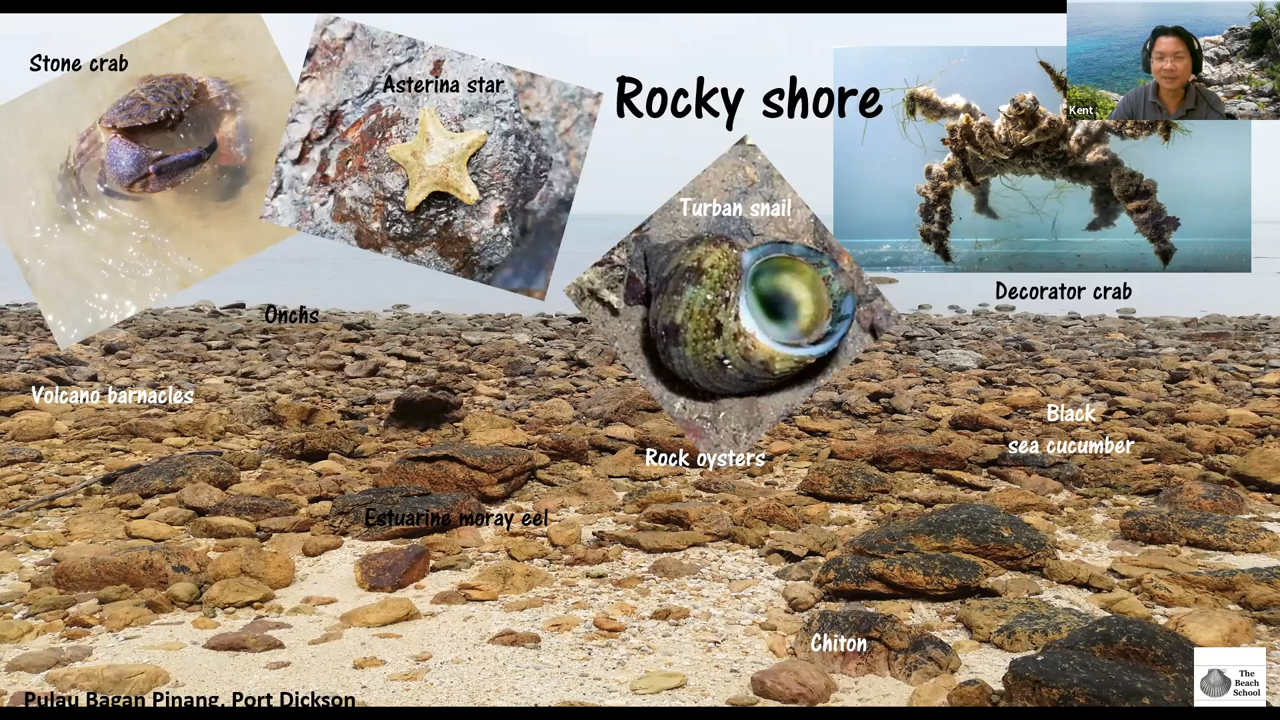 Stone crab
Asterina star
Rocky shore
Kent
Turban snail
Decorator crab
Onchs
Volcano barnacles
Black
sea cucumber
Rock oysters
Estuarine moray eel
Chiton
The
Beach
School
Pulau Bagan Pinang, Port Dickson